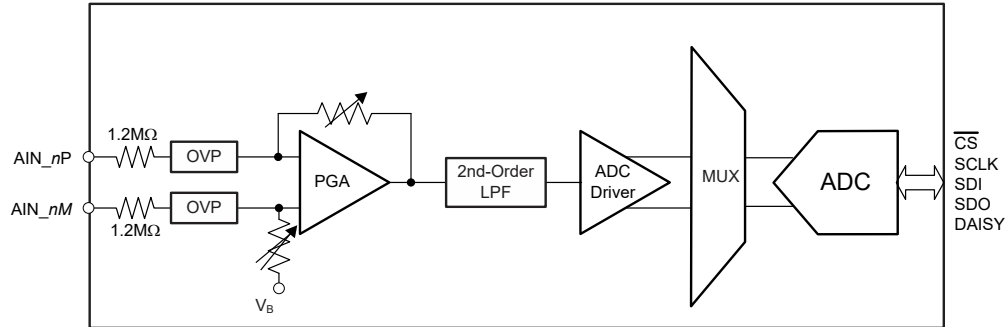 1.2MΩ
AIN_nP
OVP
PGA
2nd-Order
LPF
ADC
Driver
MUX
ADC
CS
SCLK
SDI
SDO
DAISY
AIN_nM
OVP
1.2MΩ
VB